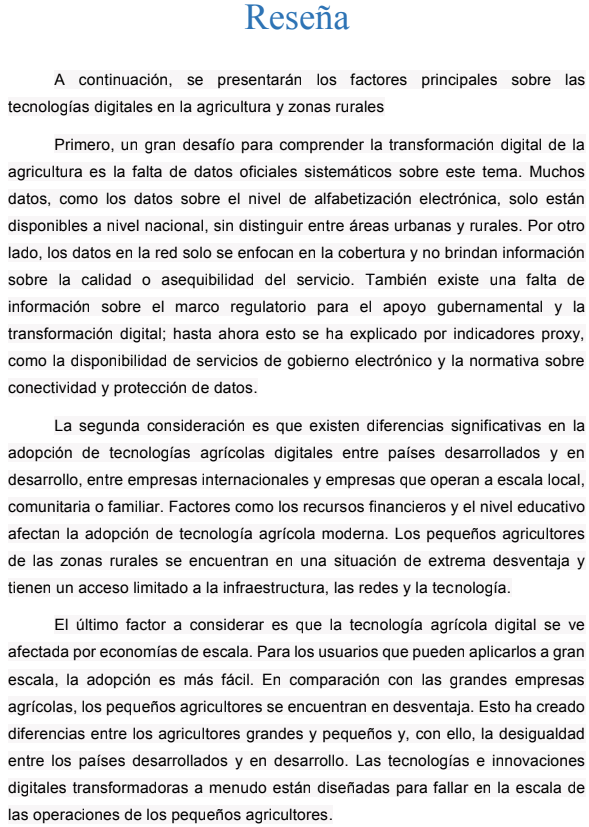 Reseña
A continuación, se presentarán los factores principales sobre las
tecnologías digitales en la agricultura y zonas rurales
Primero, un gran desafío para comprender la transformación digital de la
agricultura es la falta de datos oficiales sistemáticos sobre este tema. Muchos
datos, como los datos sobre el nivel de alfabetización electrónica, solo están
disponibles a nivel nacional, sin distinguir entre áreas urbanas y rurales. Por otro
lado, los datos en la red solo se enfocan en la cobertura y no brindan información
sobre la calidad o asequibilidad del servicio. También existe una falta de
información sobre el marco regulatorio para el apoyo gubernamental y la
transformación digital; hasta ahora esto se ha explicado por indicadores proxy,
como la disponibilidad de servicios de gobierno electrónico y la normativa sobre
conectividad y protección de datos.
La segunda consideración es que existen diferencias significativas en la
adopción de tecnologías agrícolas digitales entre países desarrollados y en
desarrollo, entre empresas internacionales y empresas que operan a escala local,
comunitaria o familiar. Factores como los recursos financieros y el nivel educativo
afectan la adopción de tecnología agrícola moderna. Los pequeños agricultores
de las zonas rurales se encuentran en una situación de extrema desventaja y
tienen un acceso limitado a la infraestructura, las redes y la tecnología.
El último factor a considerar es que la tecnología agrícola digital se ve
afectada por economías de escala. Para los usuarios que pueden aplicarlos a gran
escala, la adopción es más fácil. En comparación con las grandes empresas
agrícolas, los pequeños agricultores se encuentran en desventaja. Esto ha creado
diferencias entre los agricultores grandes y pequeños y, con ello, la desigualdad
entre los países desarrollados y en desarrollo. Las tecnologías e innovaciones
digitales transformadoras a menudo están diseñadas para fallar en la escala de
las operaciones de los pequeños agricultores.